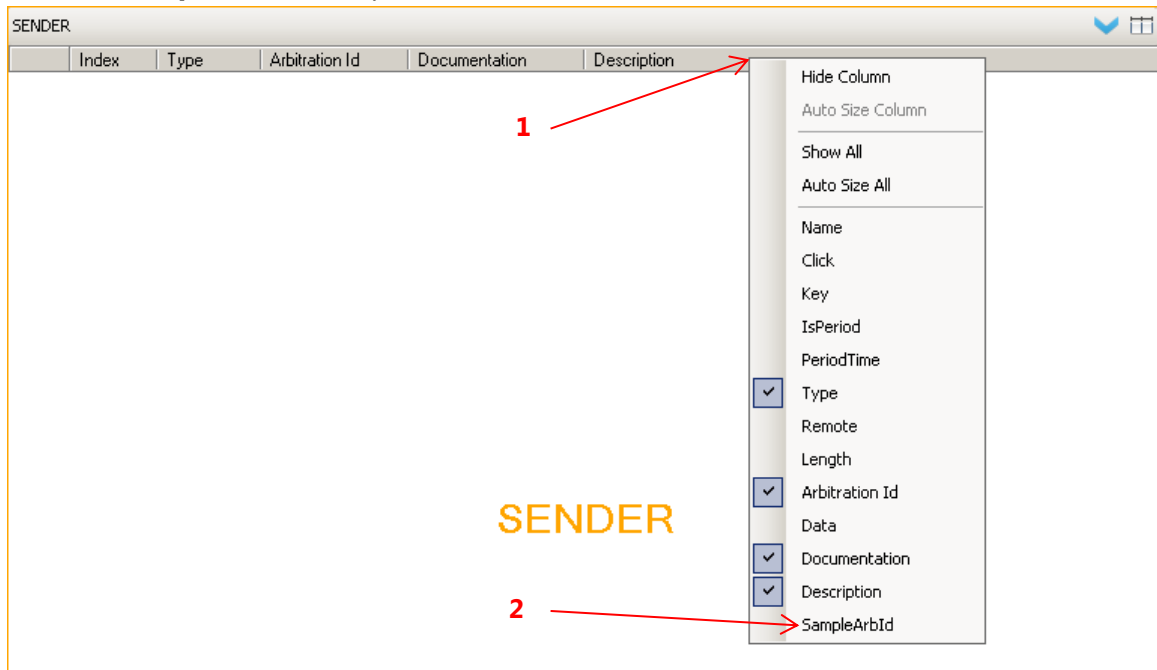 SENDER
Index Type Arbitration Id Documentation Description
1
Hide Column
Auto Size Column
Show All
Auto Size All
Name
Click
Key
IsPeriod
PeriodTime
Type
Remote
Length
Arbitration Id
Data
Documentation
Description
SampleArbId
SENDER
2